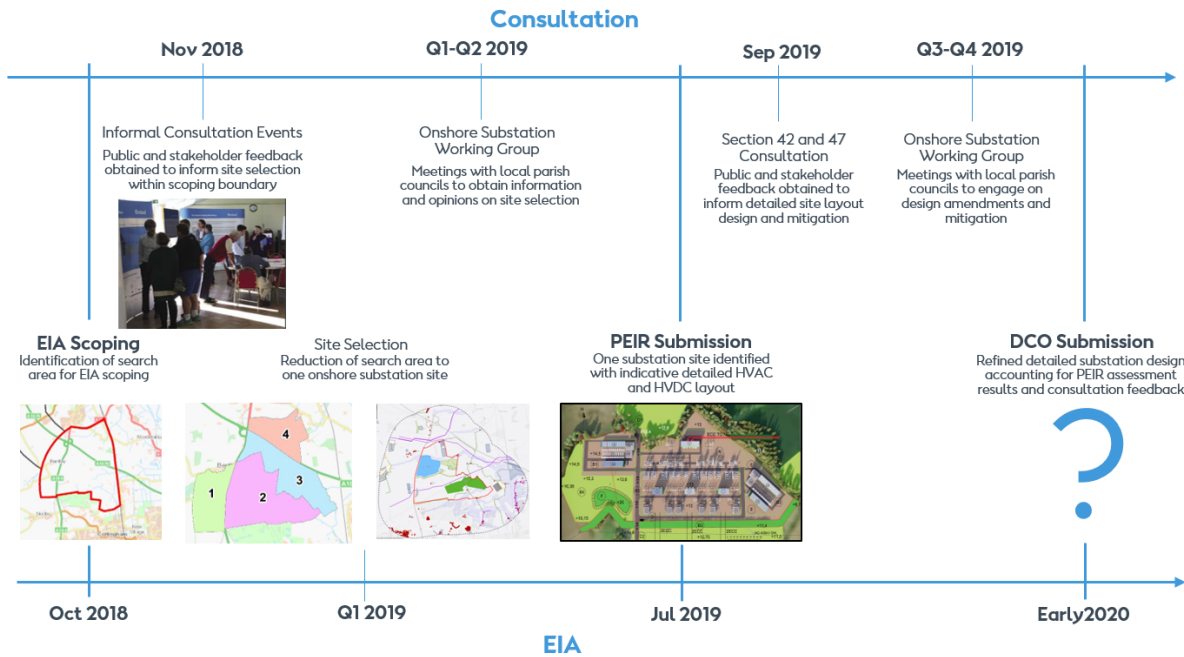 Consultation
Nov 2018
Q1-Q2 2019
Sep 2019
Q3-Q4 2019
Informal Consultation Events
Public and stakeholder feedback
obtained to inform site selection
within scoping boundary
Onshore Substation
Working Group
Meetings with local parish
councils to obtain information
and opinions on site selection
Section 42 and 47
Consultation
Public and stakeholder
feedback obtained to
inform detailed site layout
design and mitigation
Onshore Substation
Working Group
Meetings with local parish
councils to engage on
design amendments and
mitigation
EIA Scoping
Identification of search
area for EIA scoping
Site Selection
Reduction of search area to
one onshore substation site
PEIR Submission
One substation site identified
with indicative detailed HVAC
and HVDC layout
DCO Submission
Refined detailed substation design
accounting for PEIR assessment
results and consultation feedback
1
2
3
4
?
Oct 2018
Q1 2019
Jul 2019
Early2020
EIA